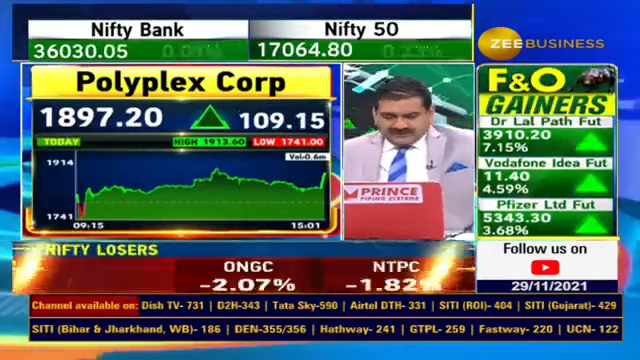 Nifty Bank
36030.05
Nifty 50
17064.80
ZEE BUSINESS
Polyplex Corp
1897.20 109.15
TODAY HIGH 1913.60 LOW 1741.00
Vol=0.6m
1914
1741
09:15 15:01
PRINCE
PIPING SYSTEMS
F&O
GAINERS
Dr Lal Path Fut
3910.20
7.15%
Vodafone Idea Fut
11.40
4.59%
Pfizer Ltd Fut
5343.30
3.68%
NIFTY LOSERS
ONGC NTPC
-2.07% -1.82%
Follow us on
29/11/2021
Channel available on: Dish TV- 731 | D2H-343 | Tata Sky-590 | Airtel DTH- 331 | SITI (ROI)- 404 | SITI (Gujarat)- 429
SITI (Bihar & Jharkhand, WB)- 186 | DEN-355/356 | Hathway- 241 | GTPL- 259 | Fastway- 220 | UCN- 122